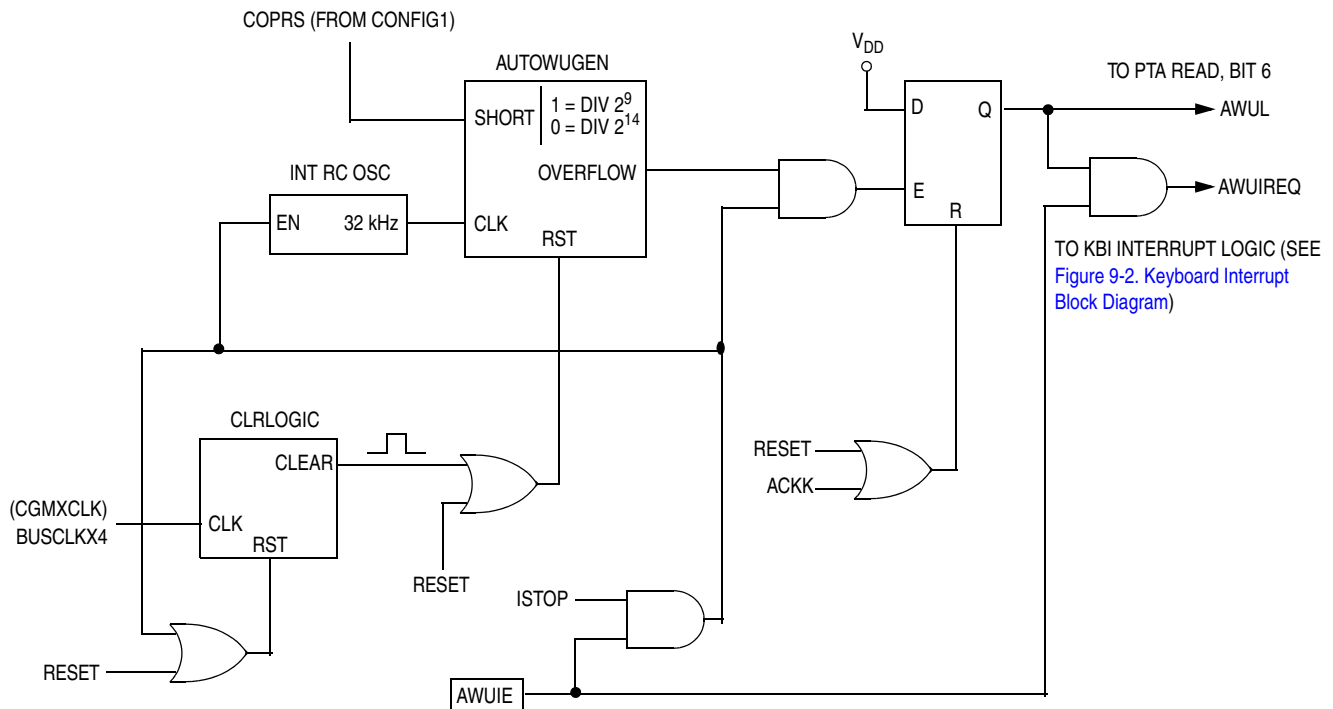 COPRS (FROM CONFIG1)
AUTOWUGEN
SHORT
1 = DIV 2^9
0 = DIV 2^14
OVERFLOW
CLK
RST
INT RC OSC
EN
32 kHz
V_DD
D
Q
E
R
TO PTA READ, BIT 6
AWUL
AWUIREQ
TO KBI INTERRUPT LOGIC (SEE
Figure 9-2. Keyboard Interrupt
Block Diagram)
CLRLOGIC
CLEAR
CLK
RST
(CGMXCLK)
BUSCLKX4
RESET
RESET
RESET
ACKK
ISTOP
AWUIE